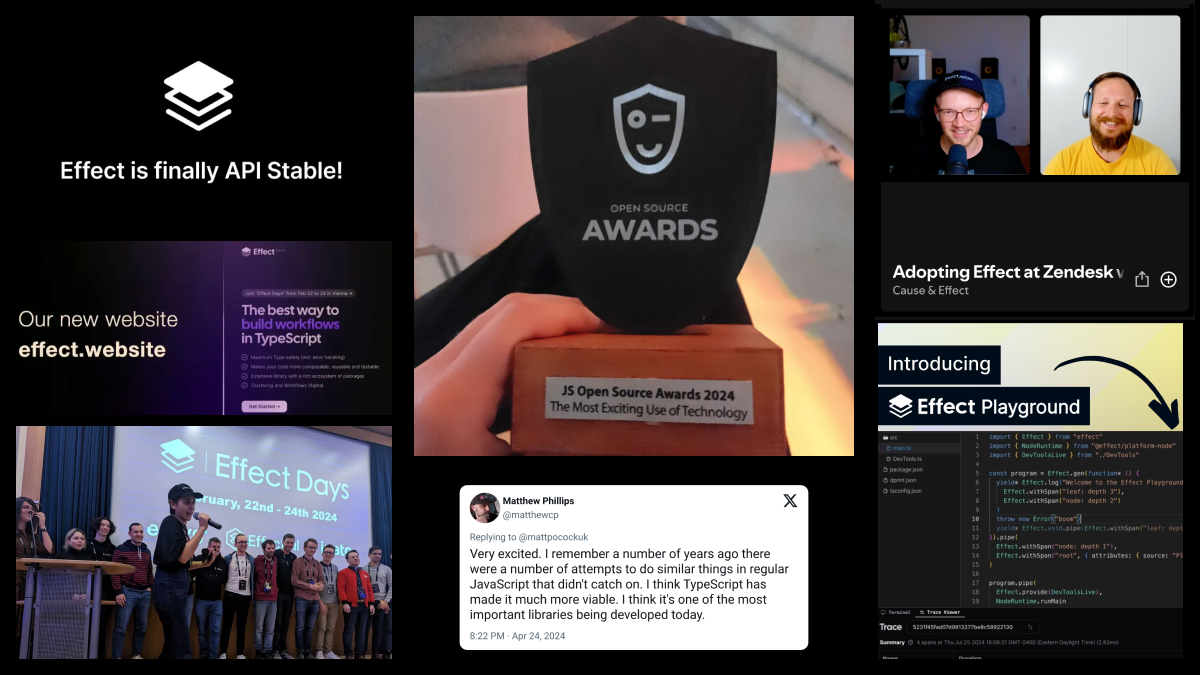 Effect is finally API Stable!
Our new website
effect.website
Effect
Join "Effect Days" from Feb 22 to 24 in Vienna →
The best way to
build workflows
in TypeScript
Maximum Type-safety (incl. error handling)
Makes your code more composable, reusable and testable
Extensive library with a rich ecosystem of packages
Clustering and Workflows (Alpha)
Get Started →
Effect Days
February, 22nd - 24th 2024
OPEN SOURCE
AWARDS
JS Open Source Awards 2024
The Most Exciting Use of Technology
Matthew Phillips
@matthewcp
Replying to @mattpocockuk
Very excited. I remember a number of years ago there
were a number of attempts to do similar things in regular
JavaScript that didn't catch on. I think TypeScript has
made it much more viable. I think it's one of the most
important libraries being developed today.
8:22 PM · Apr 24, 2024
Adopting Effect at Zendesk
Cause & Effect
Introducing
Effect Playground
src
main.ts
DevTools.ts
package.json
dprint.json
tsconfig.json
1 import { Effect } from "effect"
2 import { NodeRuntime } from "@effect/platform-node"
3 import { DevToolsLive } from "./DevTools"
4
5 const program = Effect.gen(function* () {
6 yield* Effect.log("Welcome to the Effect Playground
7 Effect.withSpan("leaf: depth 3"),
8 Effect.withSpan("node: depth 2")
9 )
10 throw new Error("boom")
11 yield* Effect.void.pipe(Effect.withSpan("leaf: dept
12 }).pipe(
13 Effect.withSpan("node: depth 1"),
14 Effect.withSpan("root", { attributes: { source: "Pl
15 )
16
17 program.pipe(
18 Effect.provide(DevToolsLive),
19 NodeRuntime.runMain
Terminal Trace Viewer
Trace 5231f45fad07d9813277be8c58922130
Summary 4 spans at Thu Jul 25 2024 16:06:31 GMT-0400 (Eastern Daylight Time) (2.83ms)
Name Duration